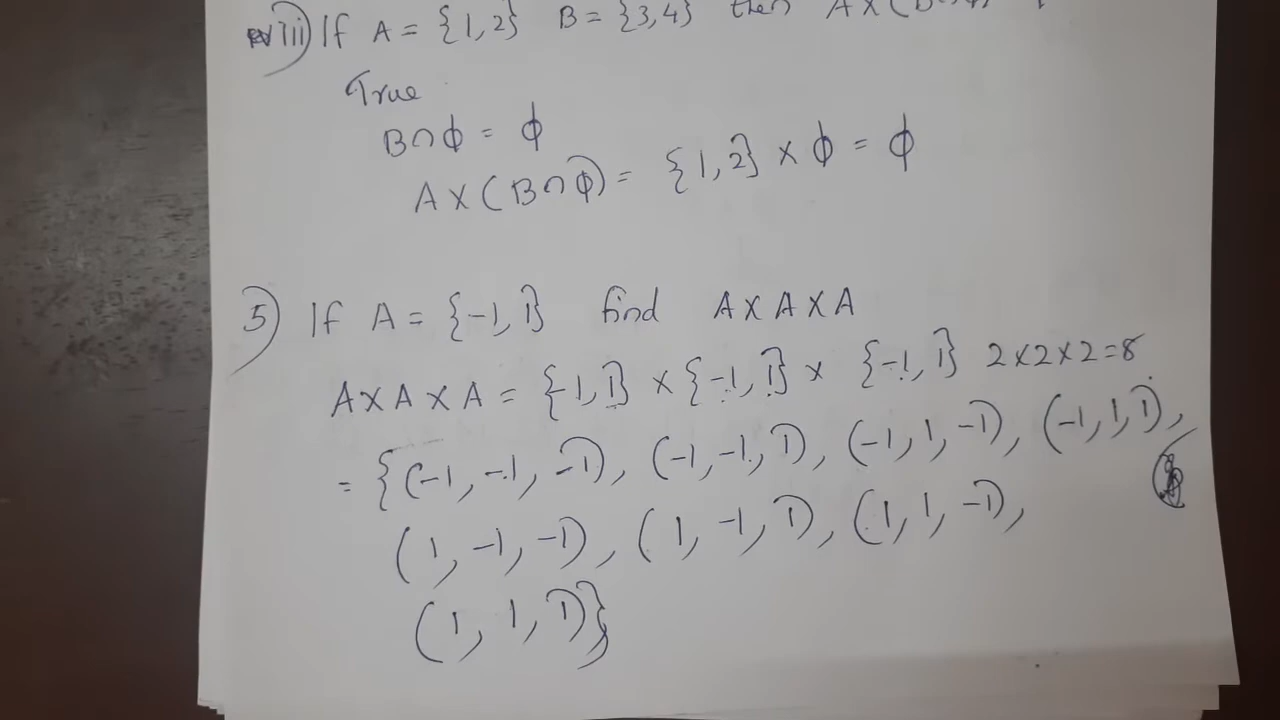 iii) If A = {1,2} B = {3,4} then A X (B
True
B∩ϕ = ϕ
A X (B∩ϕ) = {1,2} × ϕ = ϕ
5) If A = {-1,1} find A X A X A
A X A X A = {-1,1} × {-1,1} × {-1,1} 2×2×2=8
= {(-1,-1,-1), (-1,-1,1), (-1,1,-1), (-1,1,1),
(1,-1,-1), (1,-1,1), (1,1,-1),
(1,1,1)}